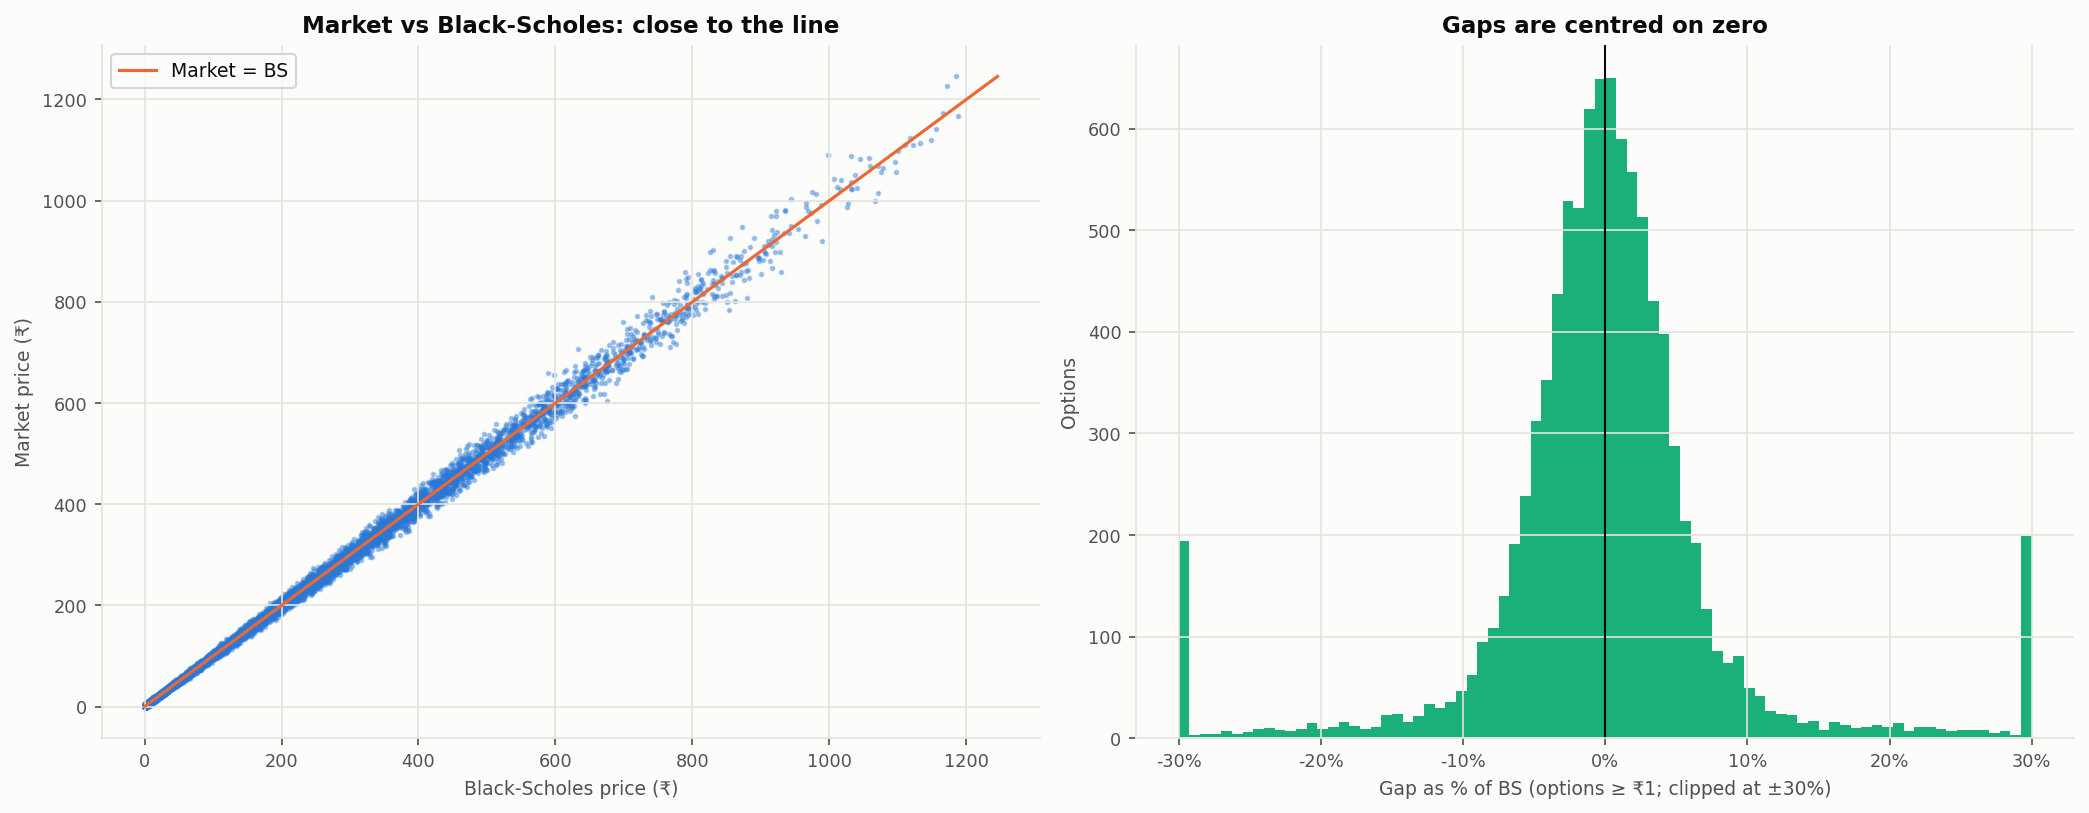 Market vs Black-Scholes: close to the line
Market = BS
1200
1000
800
600
400
200
0
Market price (₹)
0 200 400 600 800 1000 1200
Black-Scholes price (₹)
Gaps are centred on zero
600
500
400
300
200
100
0
Options
-30% -20% -10% 0% 10% 20% 30%
Gap as % of BS (options ≥ ₹1; clipped at ±30%)